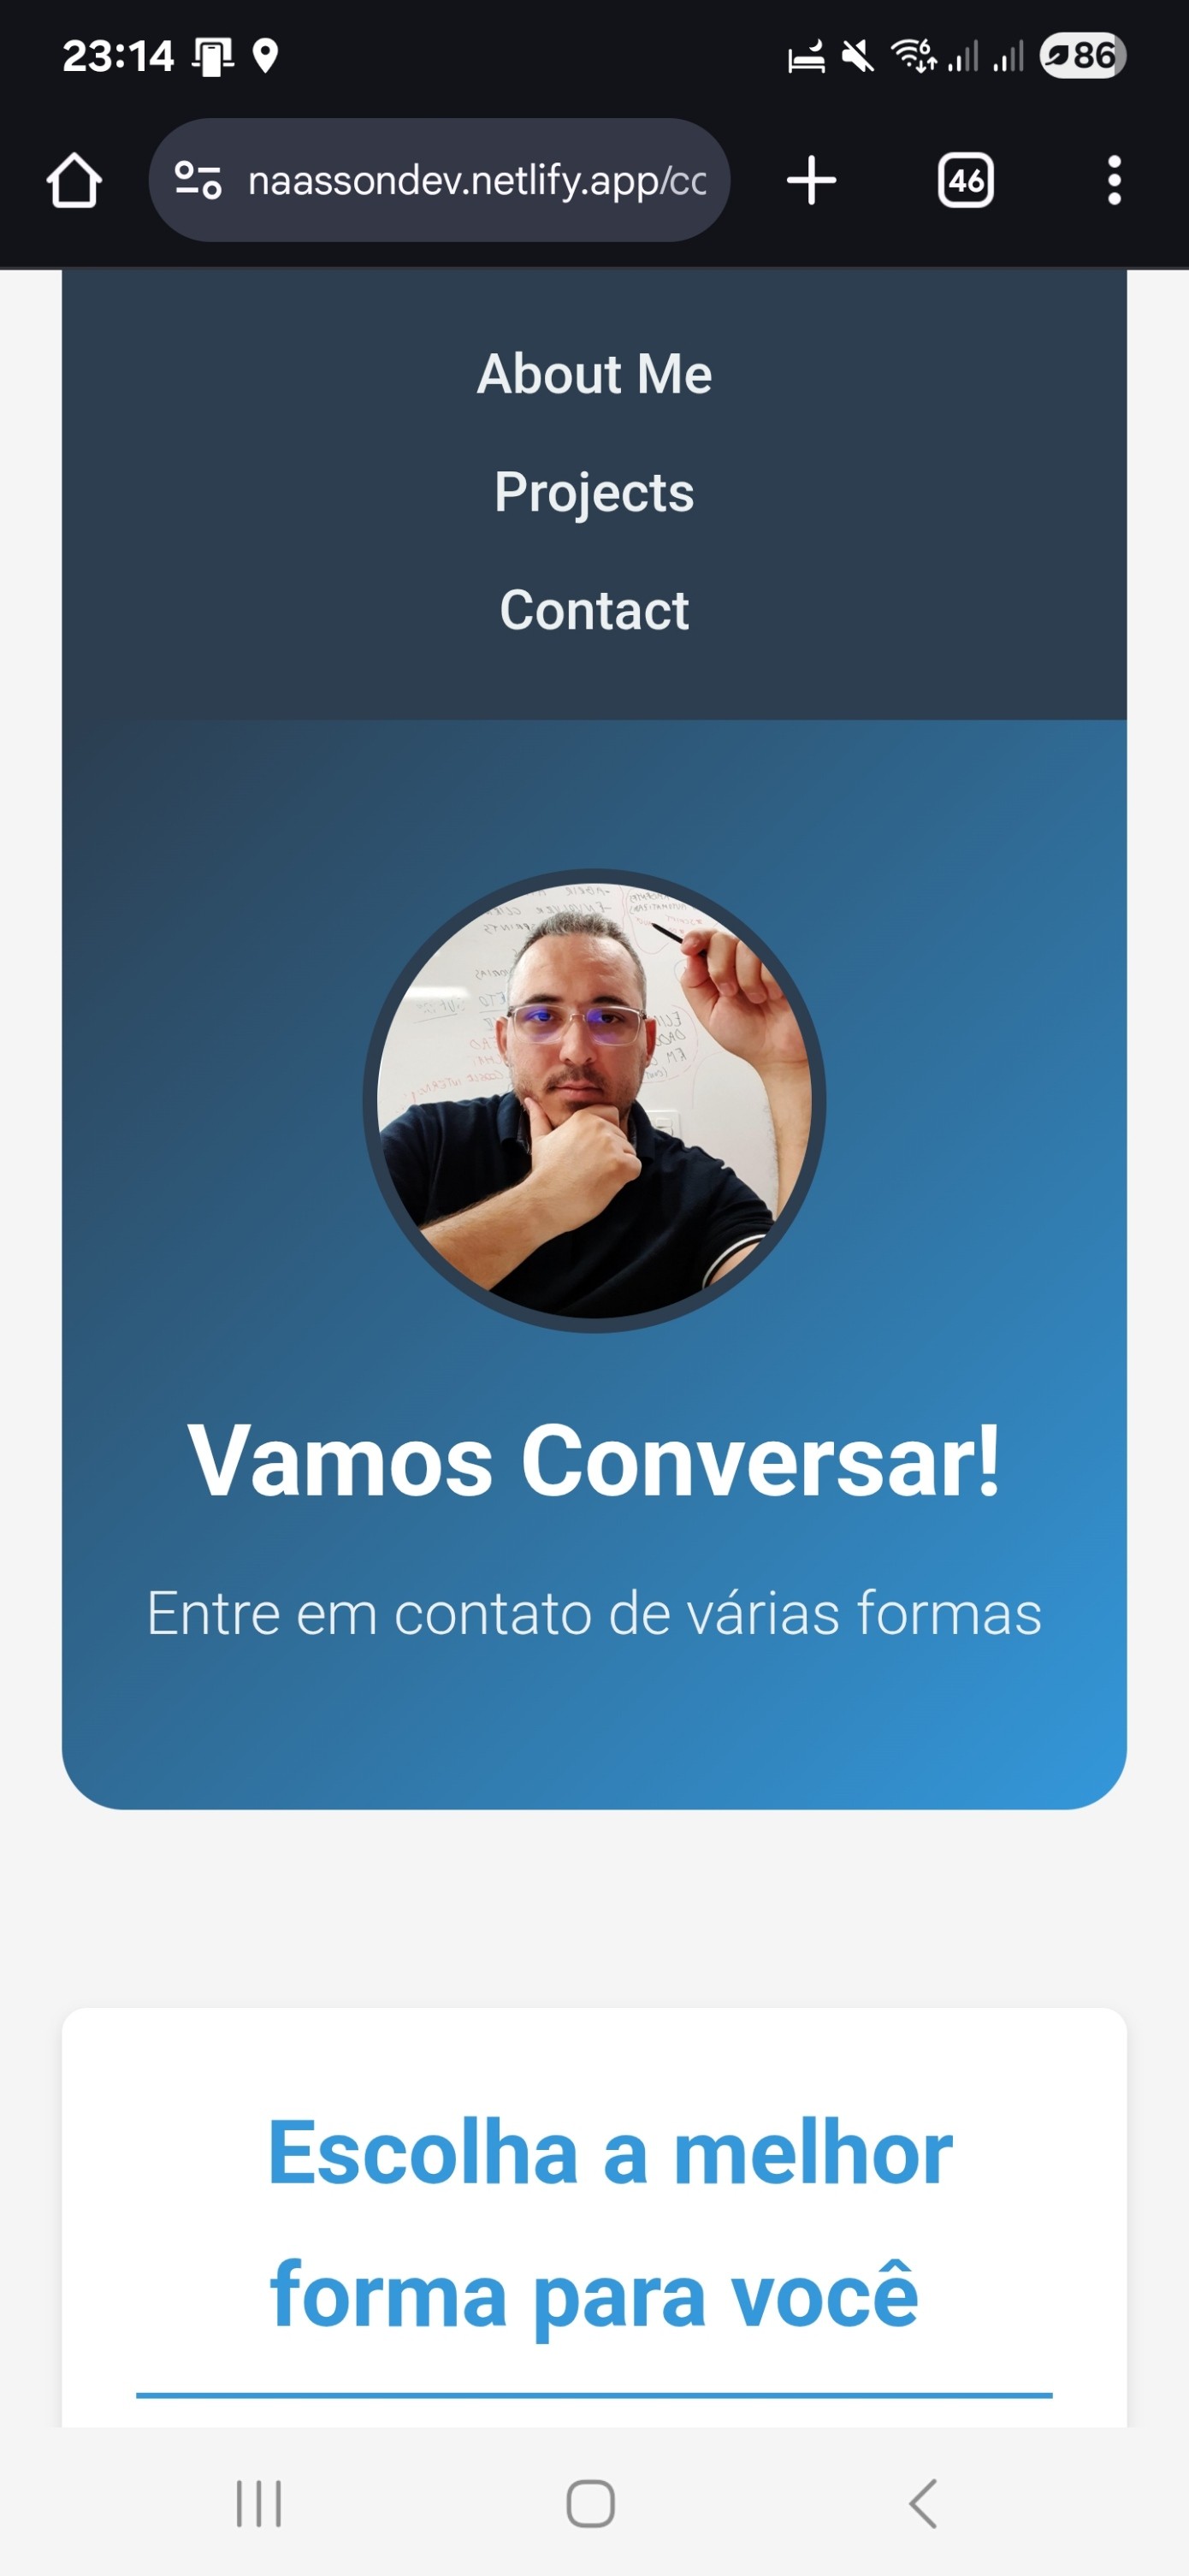 23:14
86
naassondev.netlify.app/cc
46
About Me
Projects
Contact
Vamos Conversar!
Entre em contato de várias formas
Escolha a melhor
forma para você